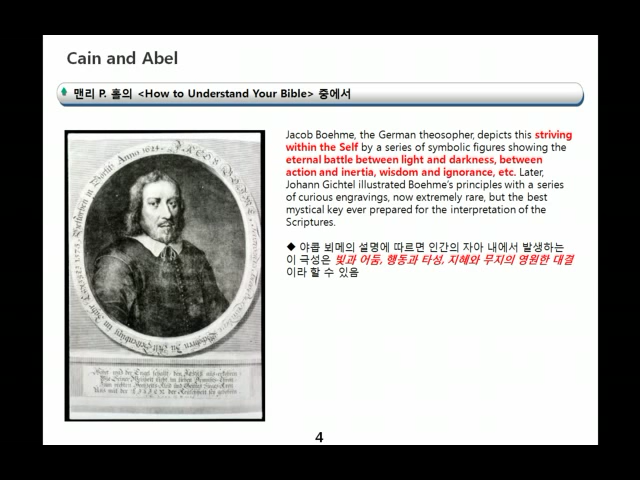 Cain and Abel
맨리 P. 홀의 <How to Understand Your Bible> 중에서
Jacob Boehme, the German theosopher, depicts this striving
within the Self by a series of symbolic figures showing the
eternal battle between light and darkness, between
action and inertia, wisdom and ignorance, etc. Later,
Johann Gichtel illustrated Boehme's principles with a series
of curious engravings, now extremely rare, but the best
mystical key ever prepared for the interpretation of the
Scriptures.
◆ 야콥 뵈메의 설명에 따르면 인간의 자아 내에서 발생하는
이 극성은 빛과 어둠, 행동과 타성, 지혜와 무지의 영원한 대결
이라 할 수 있음
4